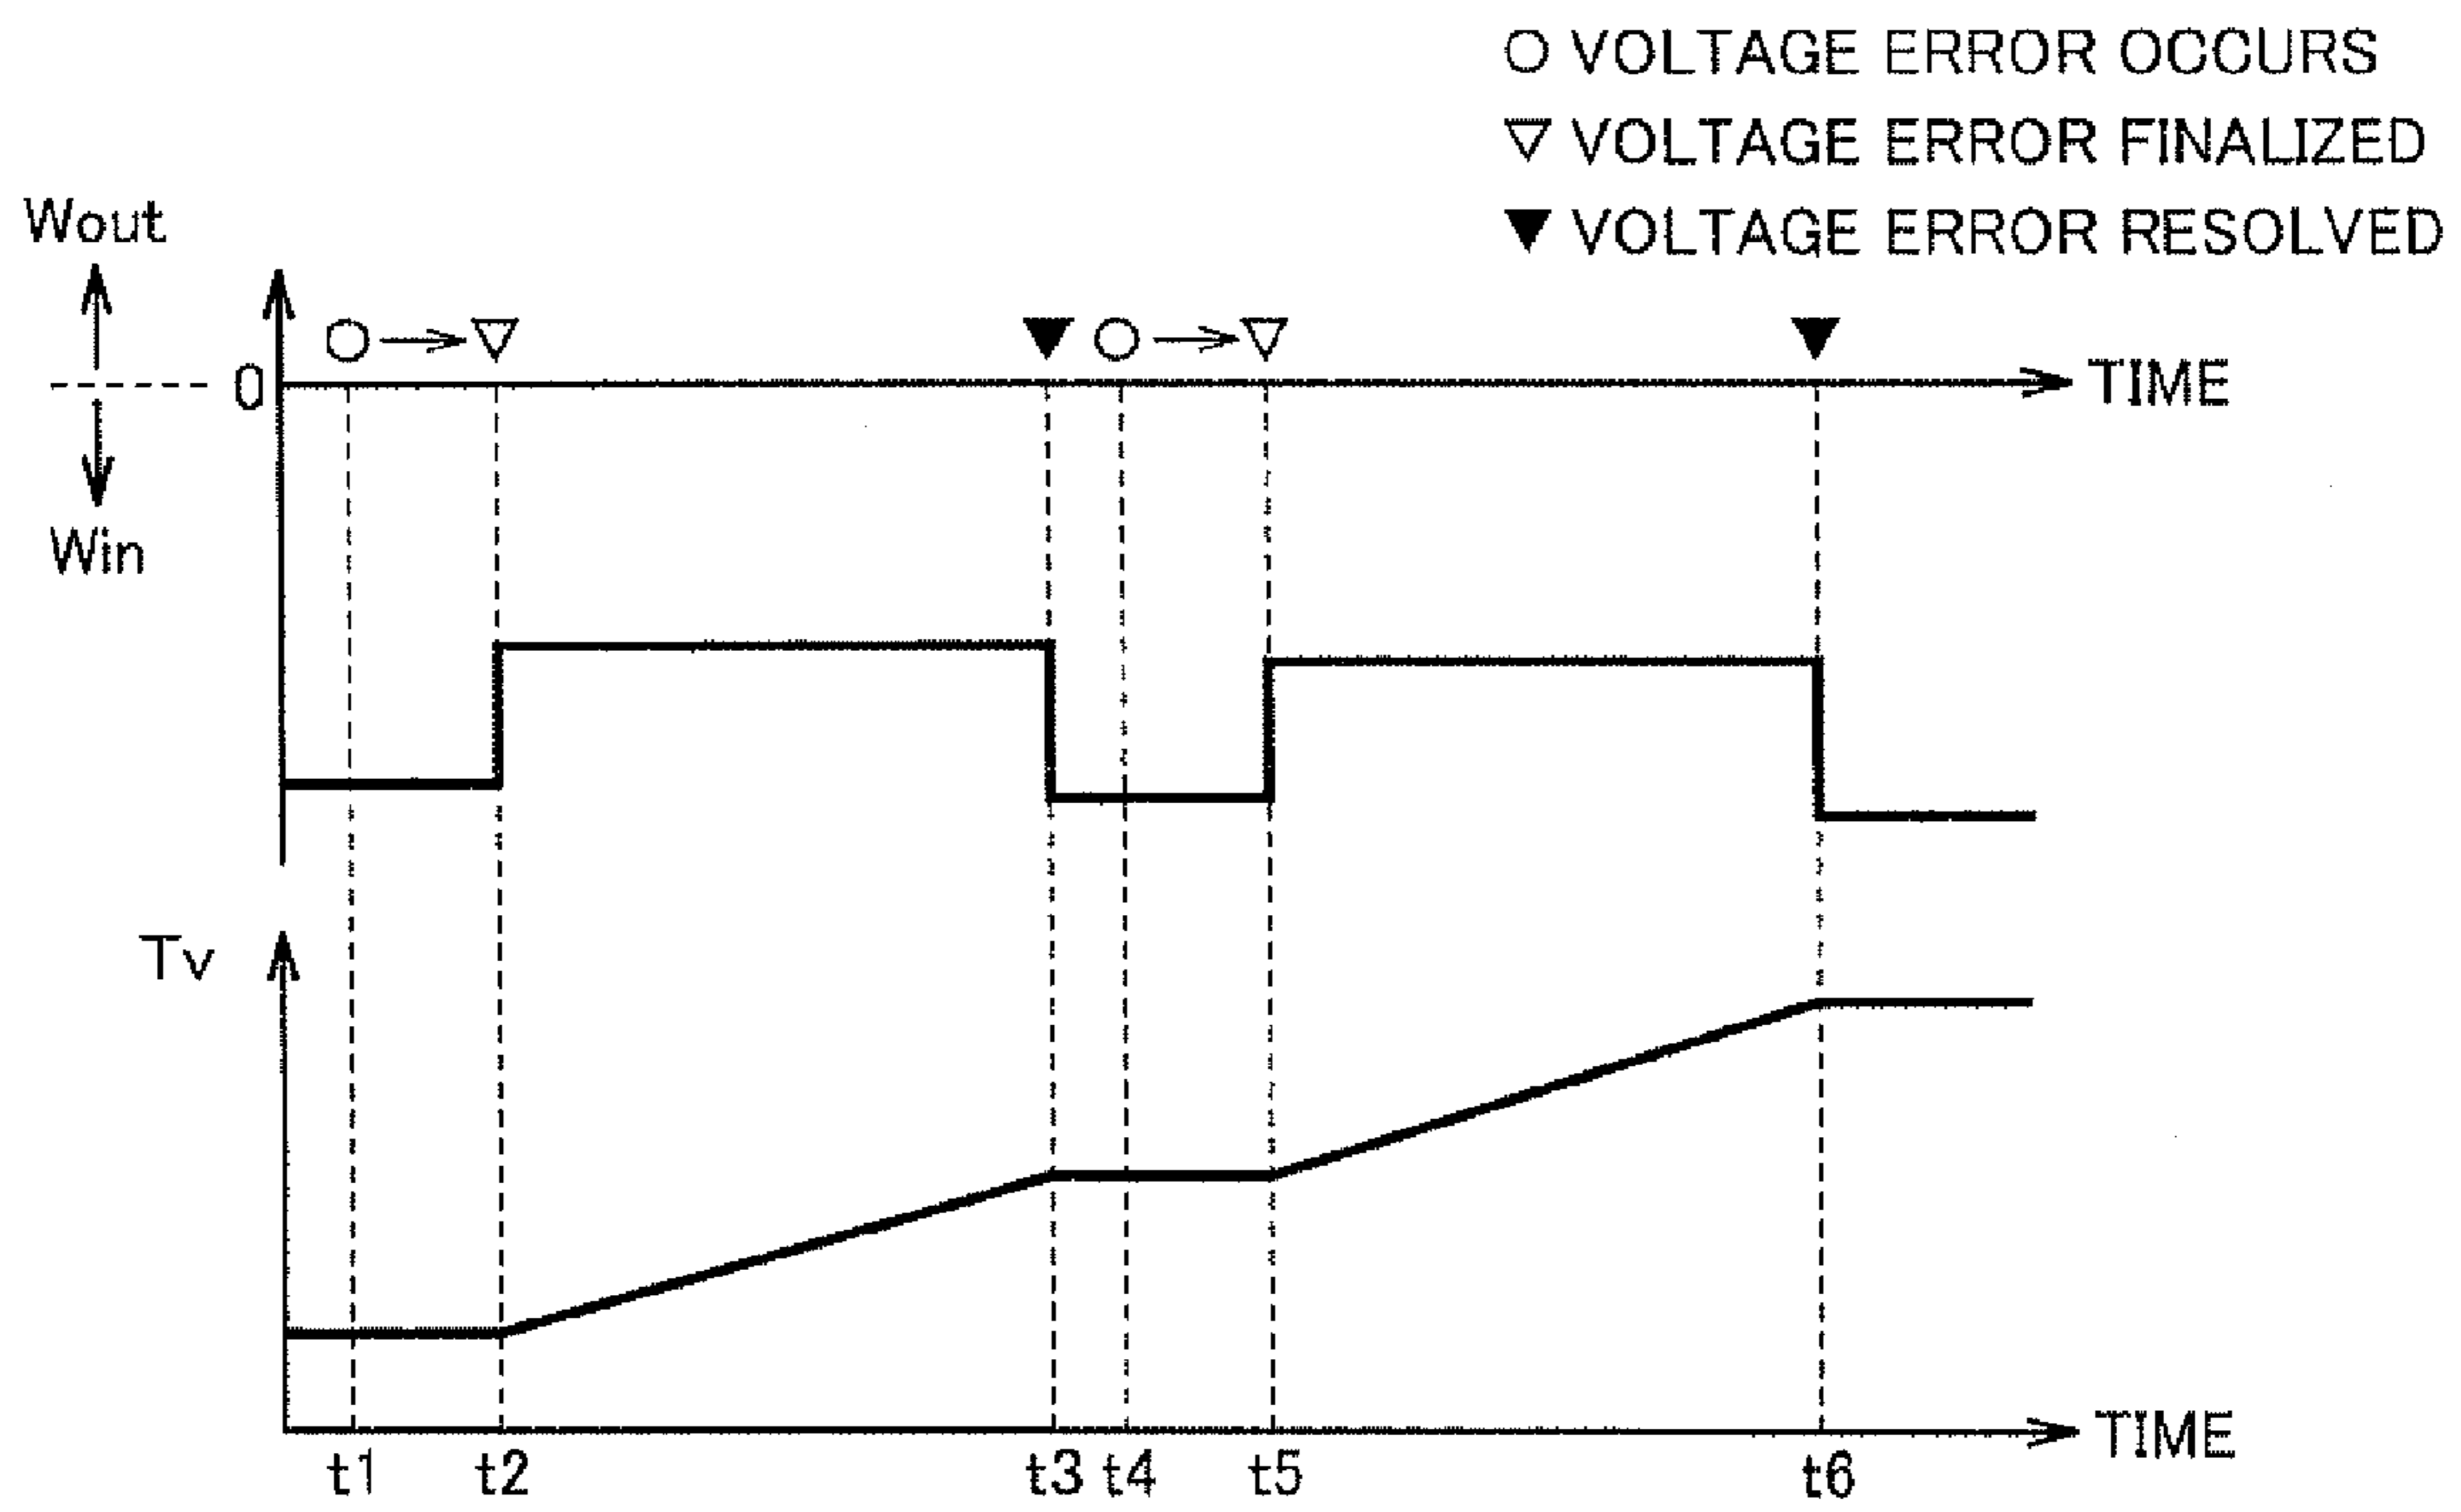 ○ VOLTAGE ERROR OCCURS
▽ VOLTAGE ERROR FINALIZED
▼ VOLTAGE ERROR RESOLVED
Wout
0
TIME
Win
Tv
TIME
t1 t2 t3 t4 t5 t6